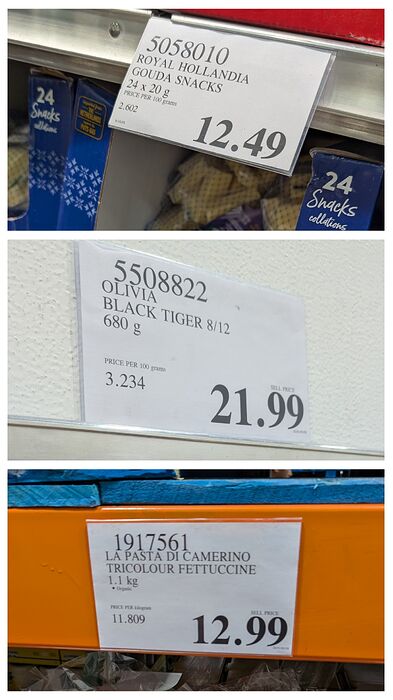 5058010
ROYAL HOLLANDIA
GOUDA SNACKS
24 x 20 g
PRICE PER 100 grams
2.602
12.49
24
Snacks
collations
24
Snacks
collations
5508822
OLIVIA
BLACK TIGER 8/12
680 g
PRICE PER 100 grams
3.234
SELL PRICE
21.99
1917561
LA PASTA DI CAMERINO
TRICOLOUR FETTUCCINE
1.1 kg
• Organic
PRICE PER kilogram
11.809
SELL PRICE
12.99